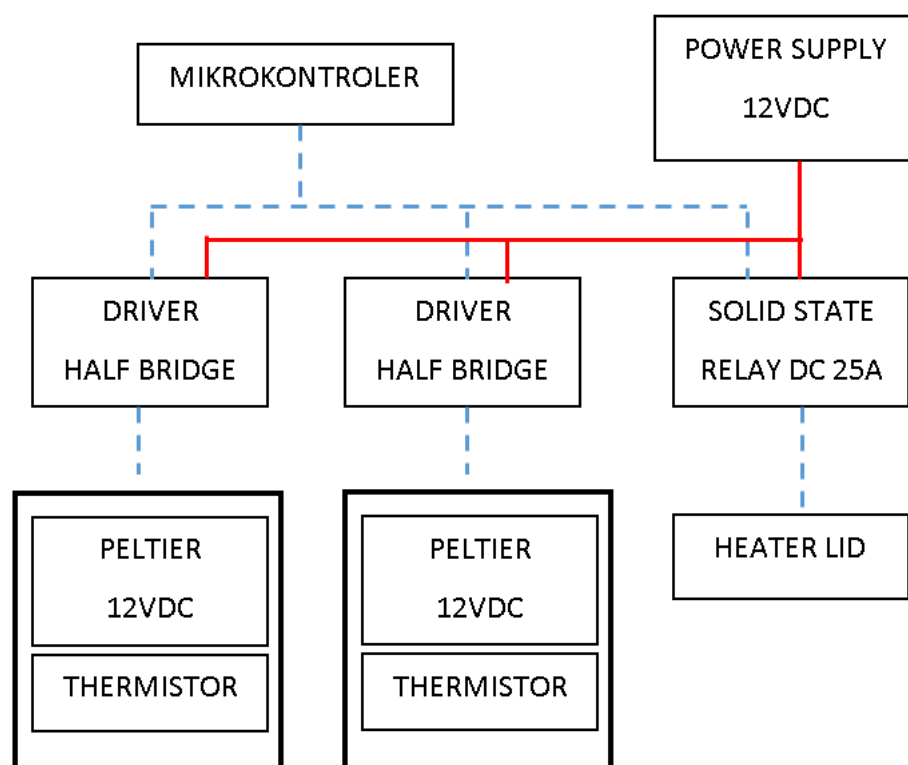 MIKROKONTROLER
POWER SUPPLY
12VDC
DRIVER
HALF BRIDGE
DRIVER
HALF BRIDGE
SOLID STATE
RELAY DC 25A
PELTIER
12VDC
THERMISTOR
PELTIER
12VDC
THERMISTOR
HEATER LID